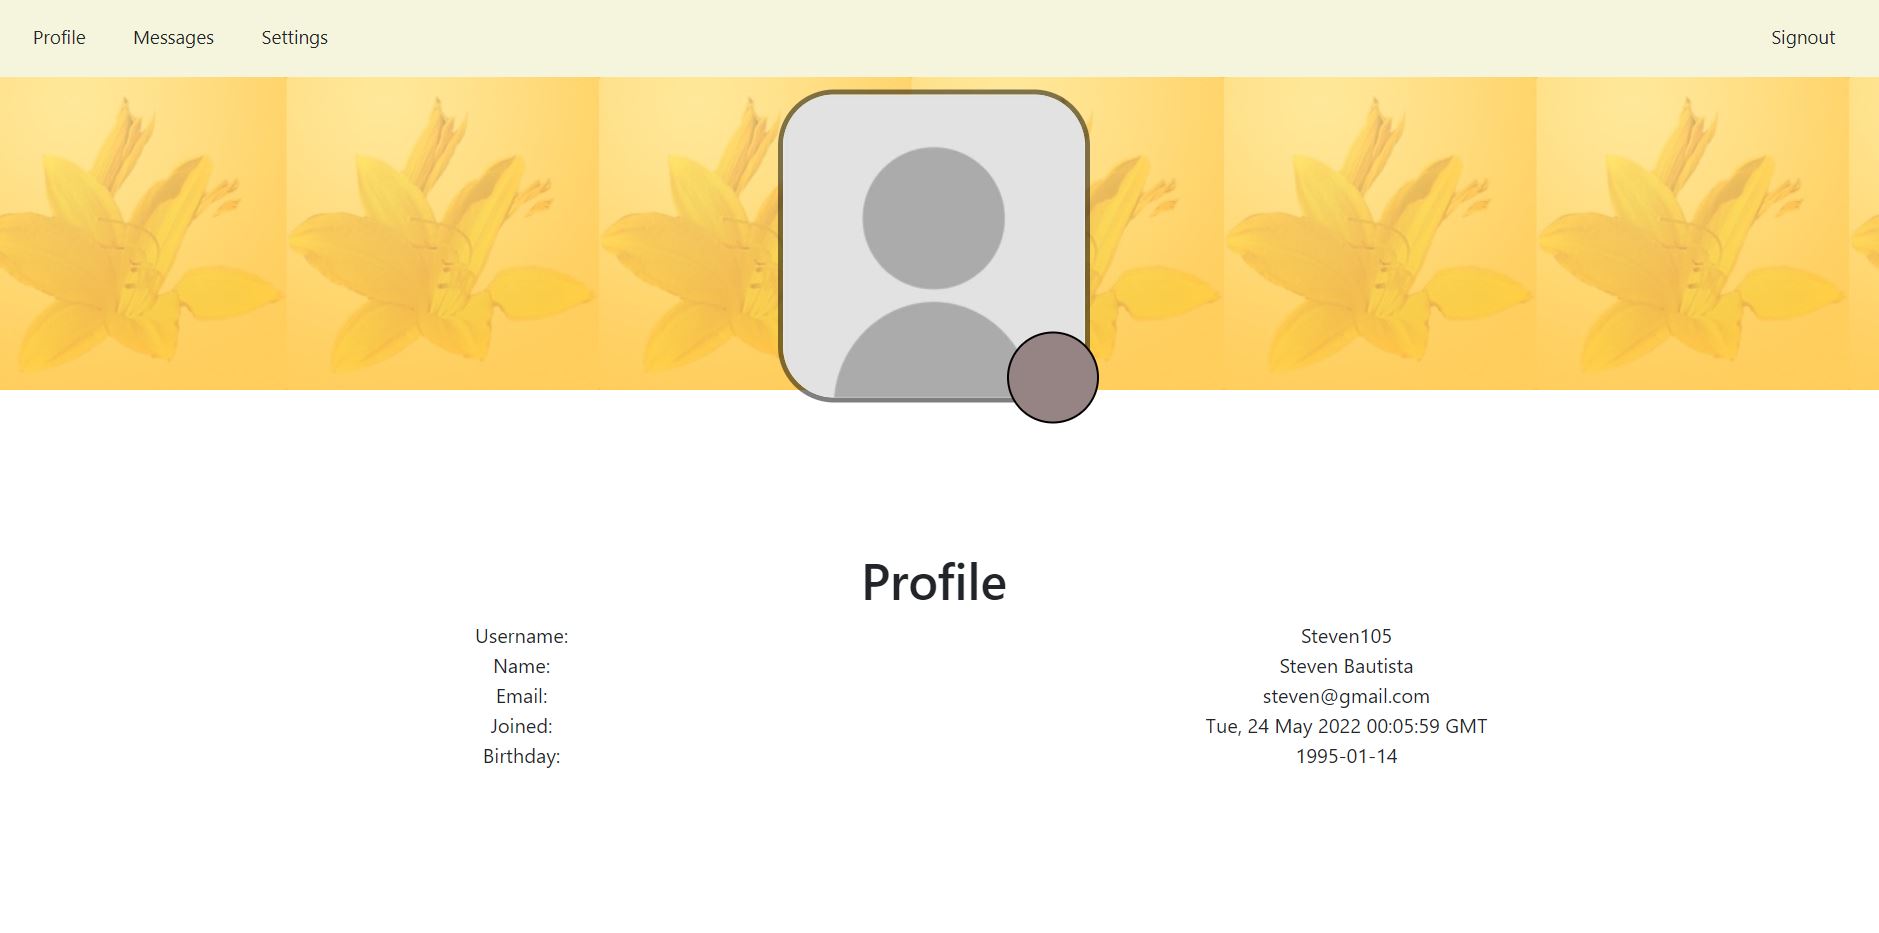 Profile Messages Settings Signout
Profile
Username: Steven105
Name: Steven Bautista
Email: steven@gmail.com
Joined: Tue, 24 May 2022 00:05:59 GMT
Birthday: 1995-01-14